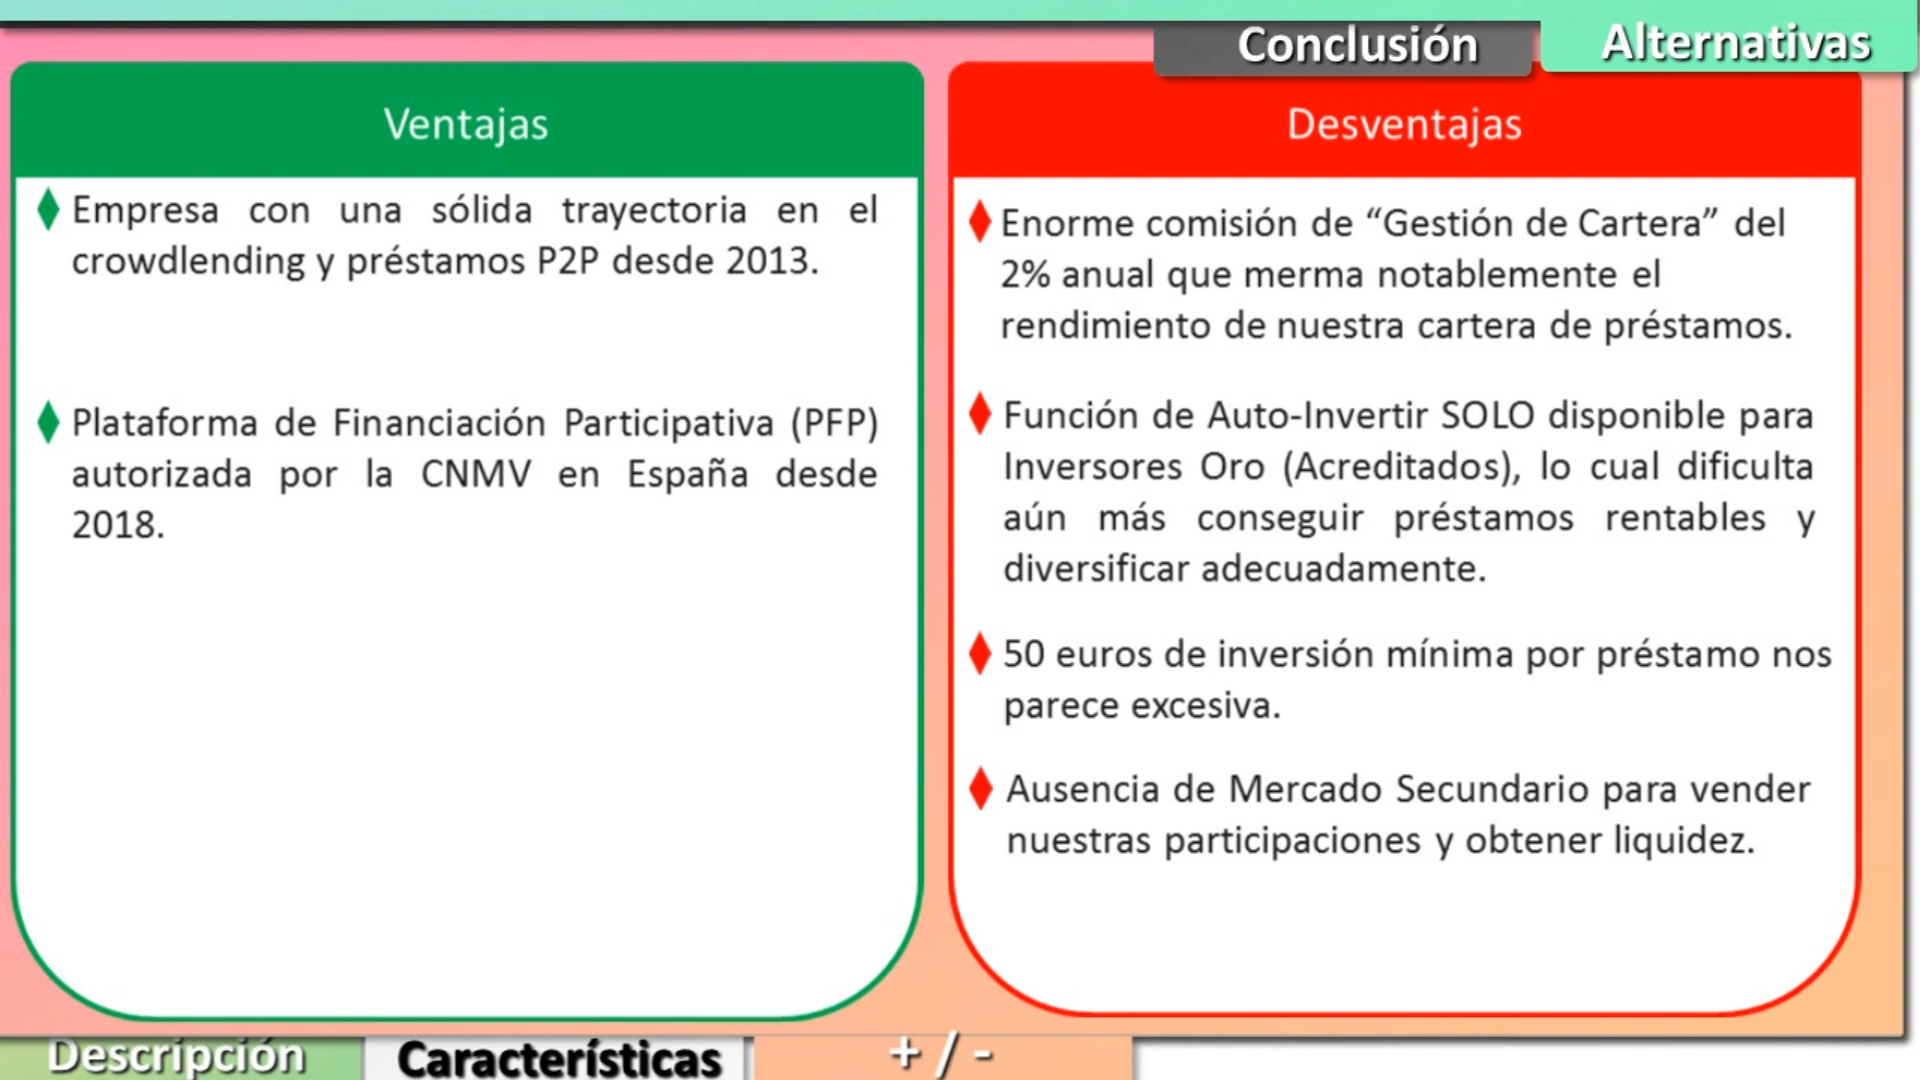 Conclusión
Alternativas
Ventajas
Empresa con una sólida trayectoria en el
crowdlending y préstamos P2P desde 2013.
Plataforma de Financiación Participativa (PFP)
autorizada por la CNMV en España desde
2018.
Desventajas
Enorme comisión de “Gestión de Cartera” del
2% anual que merma notablemente el
rendimiento de nuestra cartera de préstamos.
Función de Auto-Invertir SOLO disponible para
Inversores Oro (Acreditados), lo cual dificulta
aún más conseguir préstamos rentables y
diversificar adecuadamente.
50 euros de inversión mínima por préstamo nos
parece excesiva.
Ausencia de Mercado Secundario para vender
nuestras participaciones y obtener liquidez.
Descripción
Características
+ / -